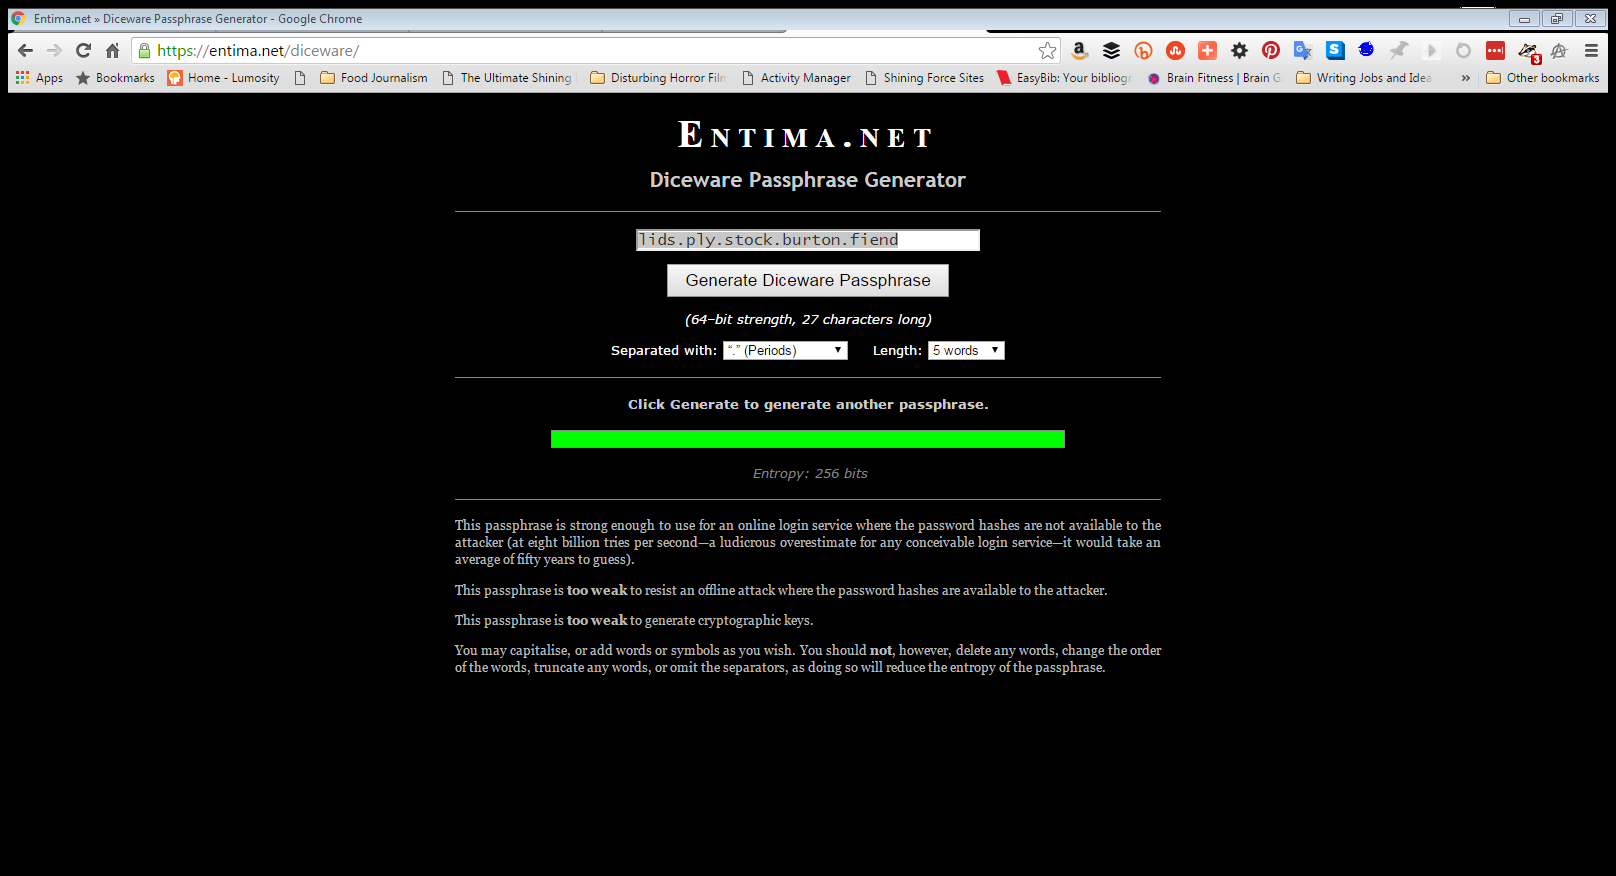 Entima.net » Diceware Passphrase Generator - Google Chrome
https://entima.net/diceware/
3
Apps Bookmarks Home - Lumosity Food Journalism The Ultimate Shining Disturbing Horror Film Activity Manager Shining Force Sites EasyBib: Your bibliogr Brain Fitness | Brain G Writing Jobs and Idea » Other bookmarks
ENTIMA.NET
Diceware Passphrase Generator
lids.ply.stock.burton.fiend
Generate Diceware Passphrase
(64-bit strength, 27 characters long)
Separated with: “.” (Periods) Length: 5 words
Click Generate to generate another passphrase.
Entropy: 256 bits
This passphrase is strong enough to use for an online login service where the password hashes are not available to the
attacker (at eight billion tries per second—a ludicrous overestimate for any conceivable login service—it would take an
average of fifty years to guess).
This passphrase is too weak to resist an offline attack where the password hashes are available to the attacker.
This passphrase is too weak to generate cryptographic keys.
You may capitalise, or add words or symbols as you wish. You should not, however, delete any words, change the order
of the words, truncate any words, or omit the separators, as doing so will reduce the entropy of the passphrase.